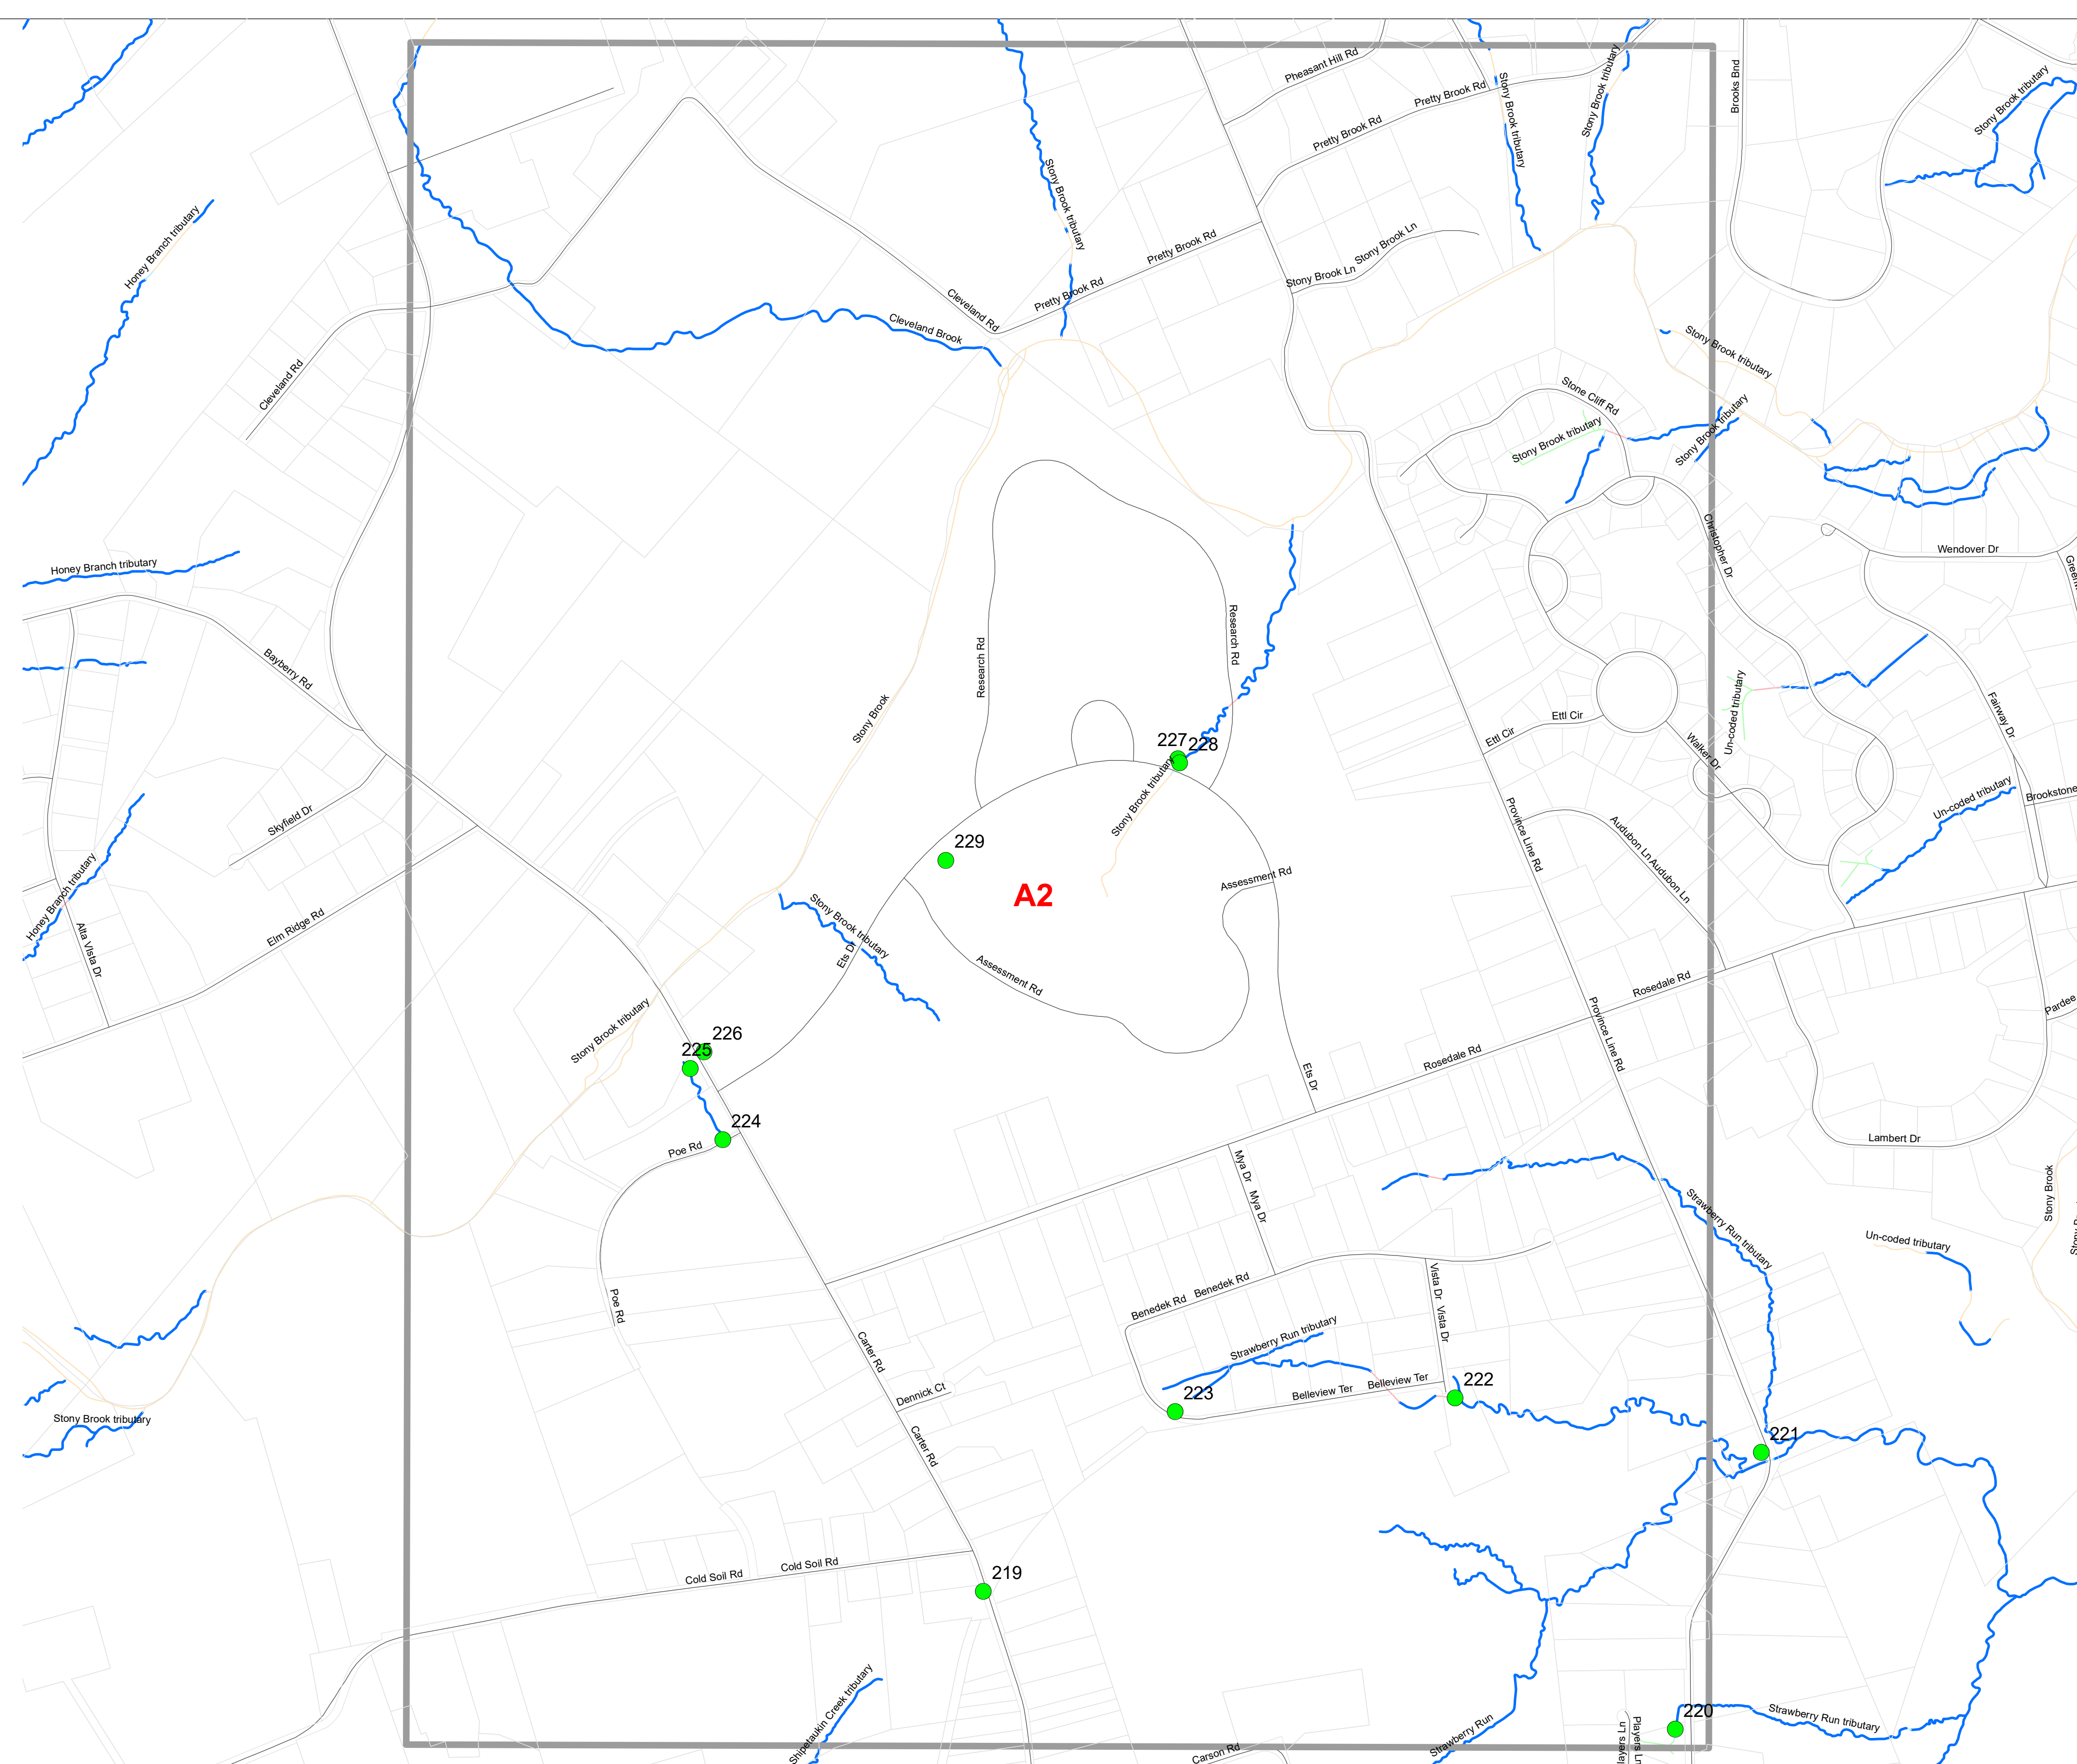 Pheasant Hill Rd
Brooks Bnd
Stony Brook tributary
Pretty Brook Rd
Stony Brook tributary
Stony Brook tributary
Pretty Brook Rd
Stony Brook tributary
Honey Branch tributary
Pretty Brook Rd
Stony Brook Ln
Stony Brook Ln
Pretty Brook Rd
Cleveland Rd
Cleveland Brook
Stony Brook tributary
Cleveland Rd
Stone Cliff Rd
Stony Brook tributary
Stony Brook tributary
Christopher Dr
Wendover Dr
Honey Branch tributary
Research Rd
Research Rd
Bayberry Rd
Stony Brook
Un-coded tributary
Fairway Dr
Ettl Cir
Ettl Cir
Walker Dr
227
228
Stony Brook tributary
Un-coded tributary
Brookstone
Skyfield Dr
229
Province Line Rd
Audubon Ln
Audubon Ln
A2
Assessment Rd
Honey Branch tributary
Stony Brook tributary
Elm Ridge Rd
Alta Vista Dr
Ets Dr
Assessment Rd
Rosedale Rd
Pardee
Stony Brook tributary
226
225
Province Line Rd
Rosedale Rd
Ets Dr
224
Poe Rd
Lambert Dr
Mya Dr
Mya Dr
Stony Brook
Strawberry Run tributary
Un-coded tributary
Benedek Rd
Benedek Rd
Poe Rd
Vista Dr
Vista Dr
Carter Rd
Strawberry Run tributary
Dennick Ct
Belleview Ter
Belleview Ter
223
222
Stony Brook tributary
Carter Rd
221
219
Cold Soil Rd
Cold Soil Rd
Shipetaukin Creek tributary
220
Strawberry Run tributary
Strawberry Run
Carson Rd
Players Ln